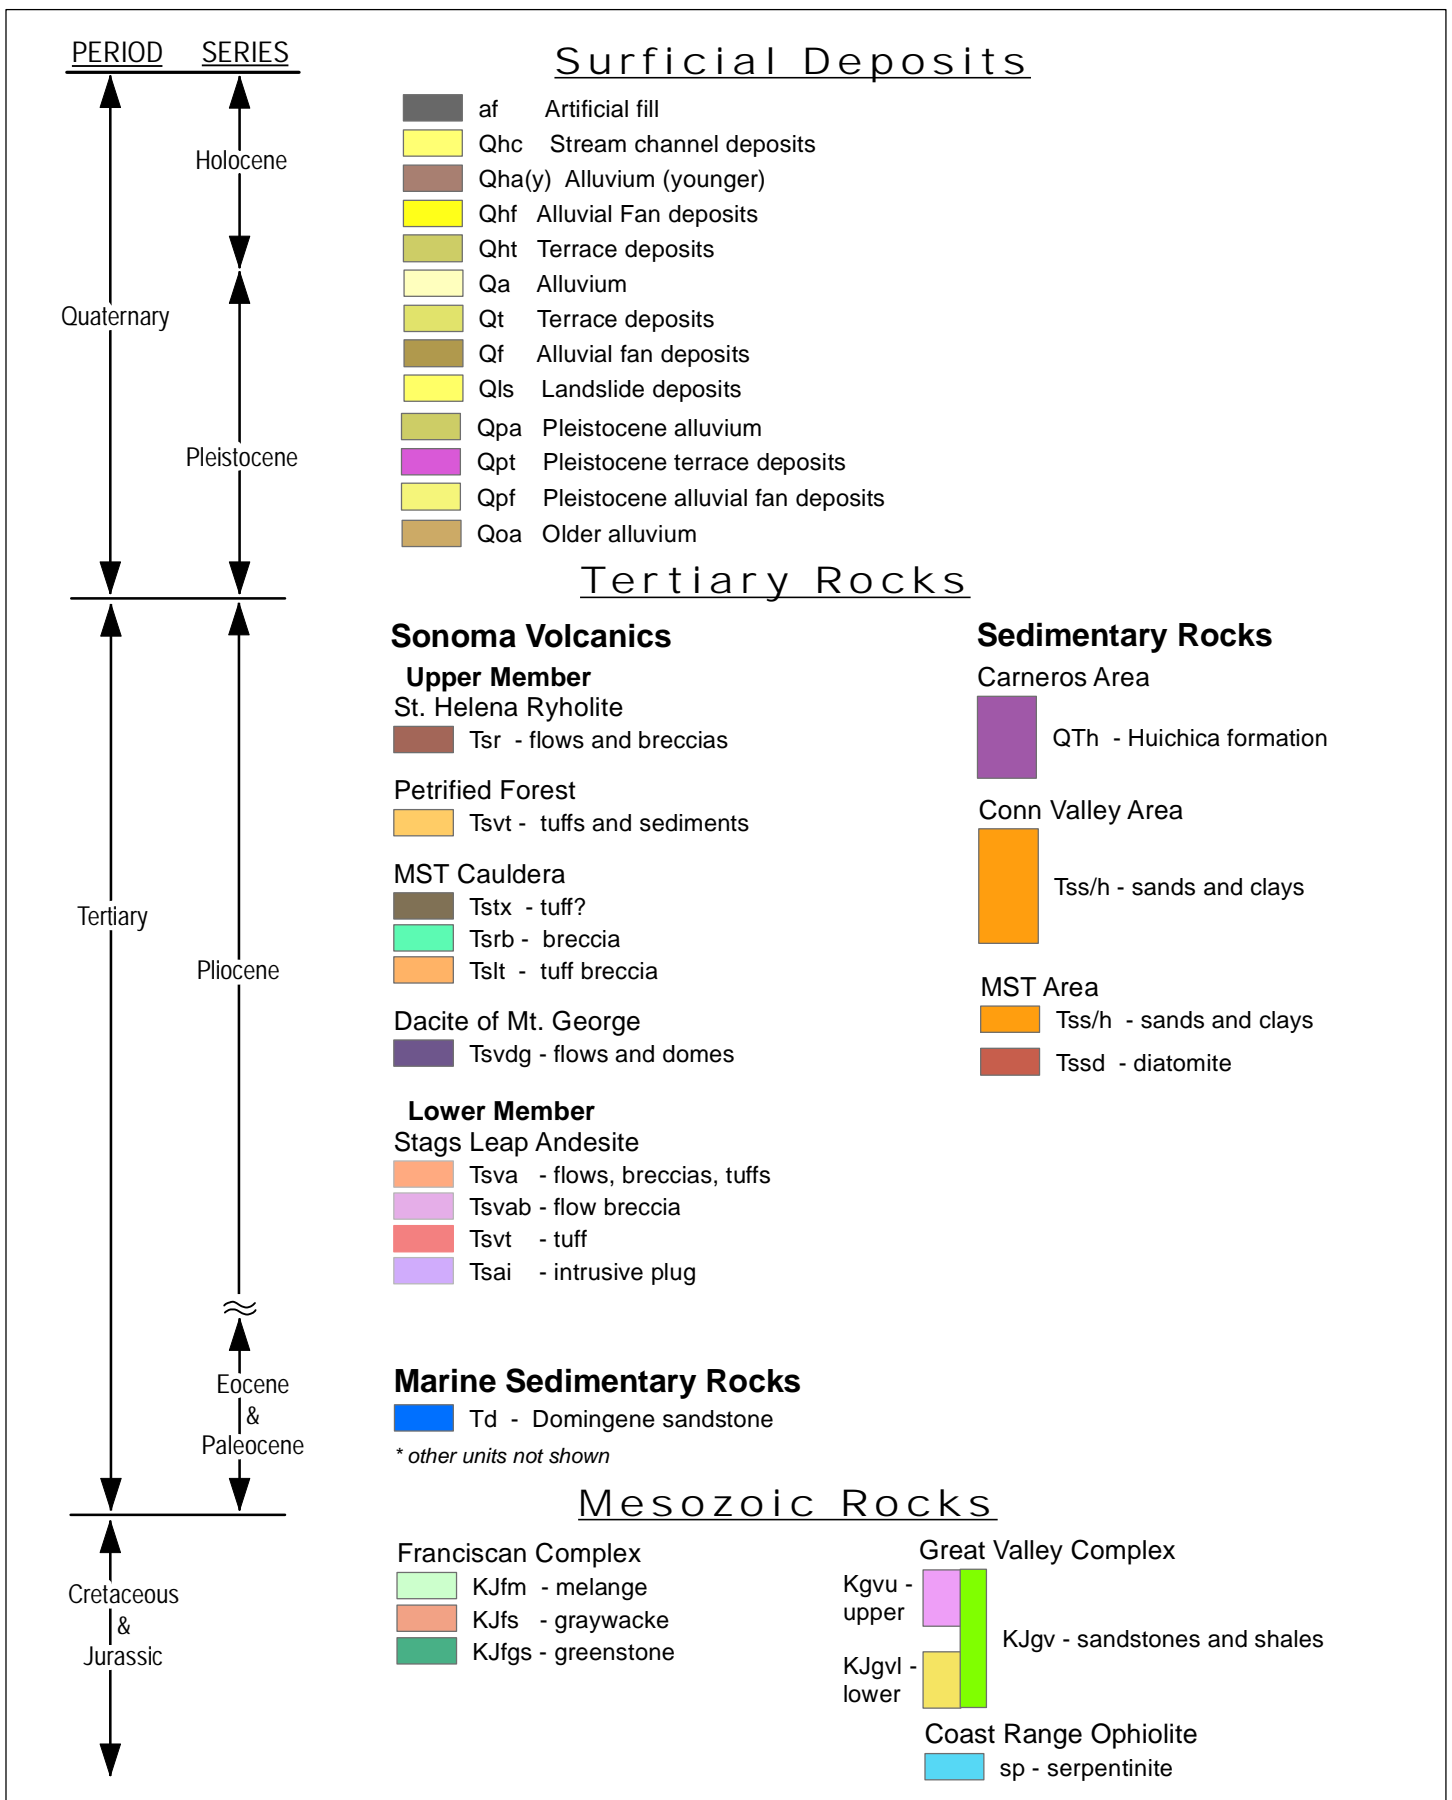 PERIOD SERIES
Surficial Deposits
af Artificial fill
Qhc Stream channel deposits
Holocene
Qha(y) Alluvium (younger)
Qhf Alluvial Fan deposits
Qht Terrace deposits
Qa Alluvium
Quaternary
Qt Terrace deposits
Qf Alluvial fan deposits
Qls Landslide deposits
Qpa Pleistocene alluvium
Pleistocene
Qpt Pleistocene terrace deposits
Qpf Pleistocene alluvial fan deposits
Qoa Older alluvium
Tertiary Rocks
Tertiary
Pliocene
Eocene
&
Paleocene
Sonoma Volcanics
Upper Member
St. Helena Ryholite
Tsr - flows and breccias
Petrified Forest
Tsvt - tuffs and sediments
MST Cauldera
Tstx - tuff?
Tsrb - breccia
Tslt - tuff breccia
Dacite of Mt. George
Tsvdg - flows and domes
Lower Member
Stags Leap Andesite
Tsva - flows, breccias, tuffs
Tsvab - flow breccia
Tsvt - tuff
Tsai - intrusive plug
Sedimentary Rocks
Carneros Area
QTh - Huichica formation
Conn Valley Area
Tss/h - sands and clays
MST Area
Tss/h - sands and clays
Tssd - diatomite
Marine Sedimentary Rocks
Td - Domingene sandstone
* other units not shown
Mesozoic Rocks
Cretaceous
&
Jurassic
Franciscan Complex
KJfm - melange
KJfs - graywacke
KJfgs - greenstone
Great Valley Complex
Kgvu -
upper
KJgv - sandstones and shales
KJgvl -
lower
Coast Range Ophiolite
sp - serpentinite